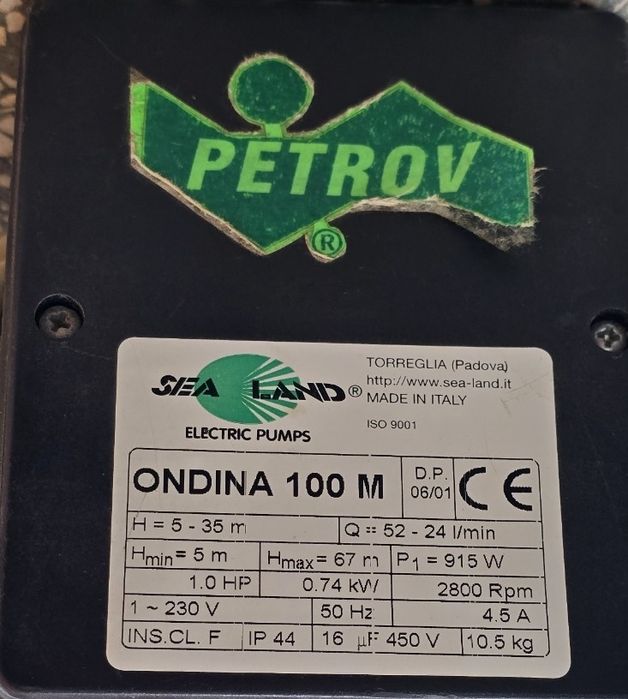 PETROV
®
SEA LAND®
ELECTRIC PUMPS
TORREGLIA (Padova)
http://www.sea-land.it
MADE IN ITALY
ISO 9001
ONDINA 100 M
D.P.
06/01
CE
H = 5 - 35 m
Q = 52 - 24 l/min
Hmin = 5 m
Hmax = 67 m
P1 = 915 W
1.0 HP
0.74 kW
2800 Rpm
1 ~ 230 V
50 Hz
4.5 A
INS.CL. F
IP 44
16 µF 450 V
10.5 kg